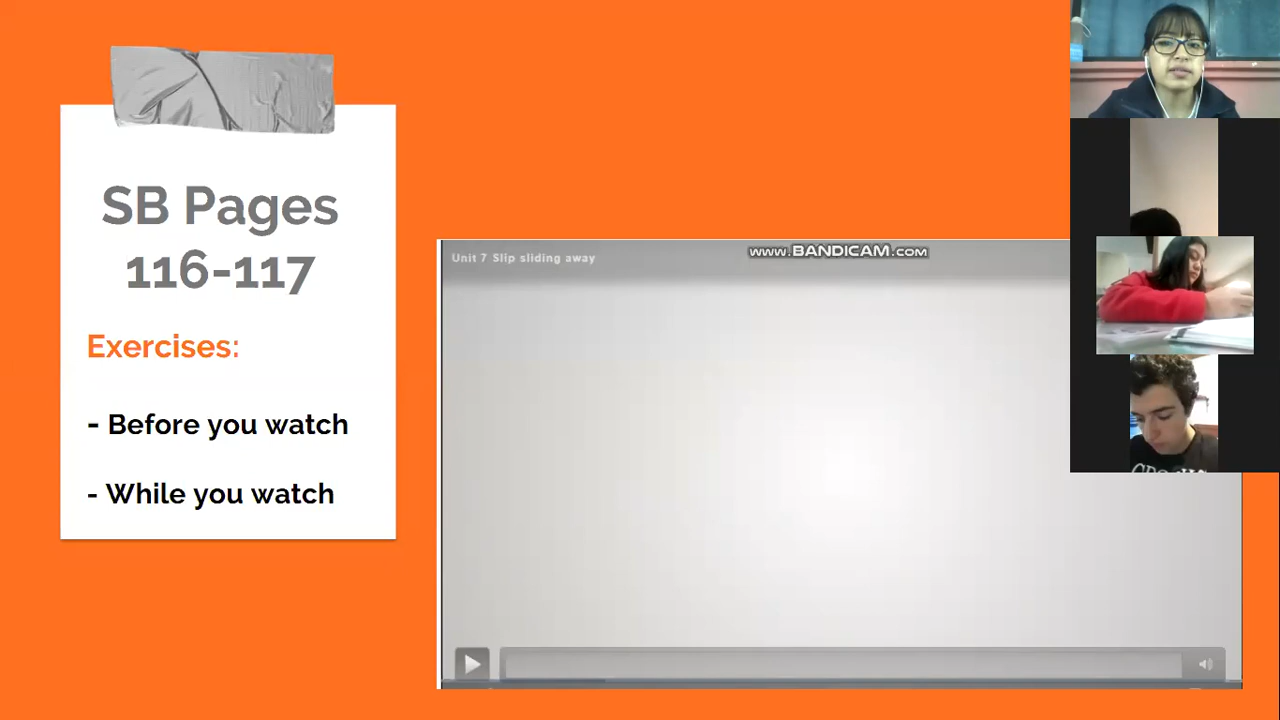 SB Pages
116-117
Exercises:
- Before you watch
- While you watch
www.BANDICAM.com
Unit 7 Slip sliding away